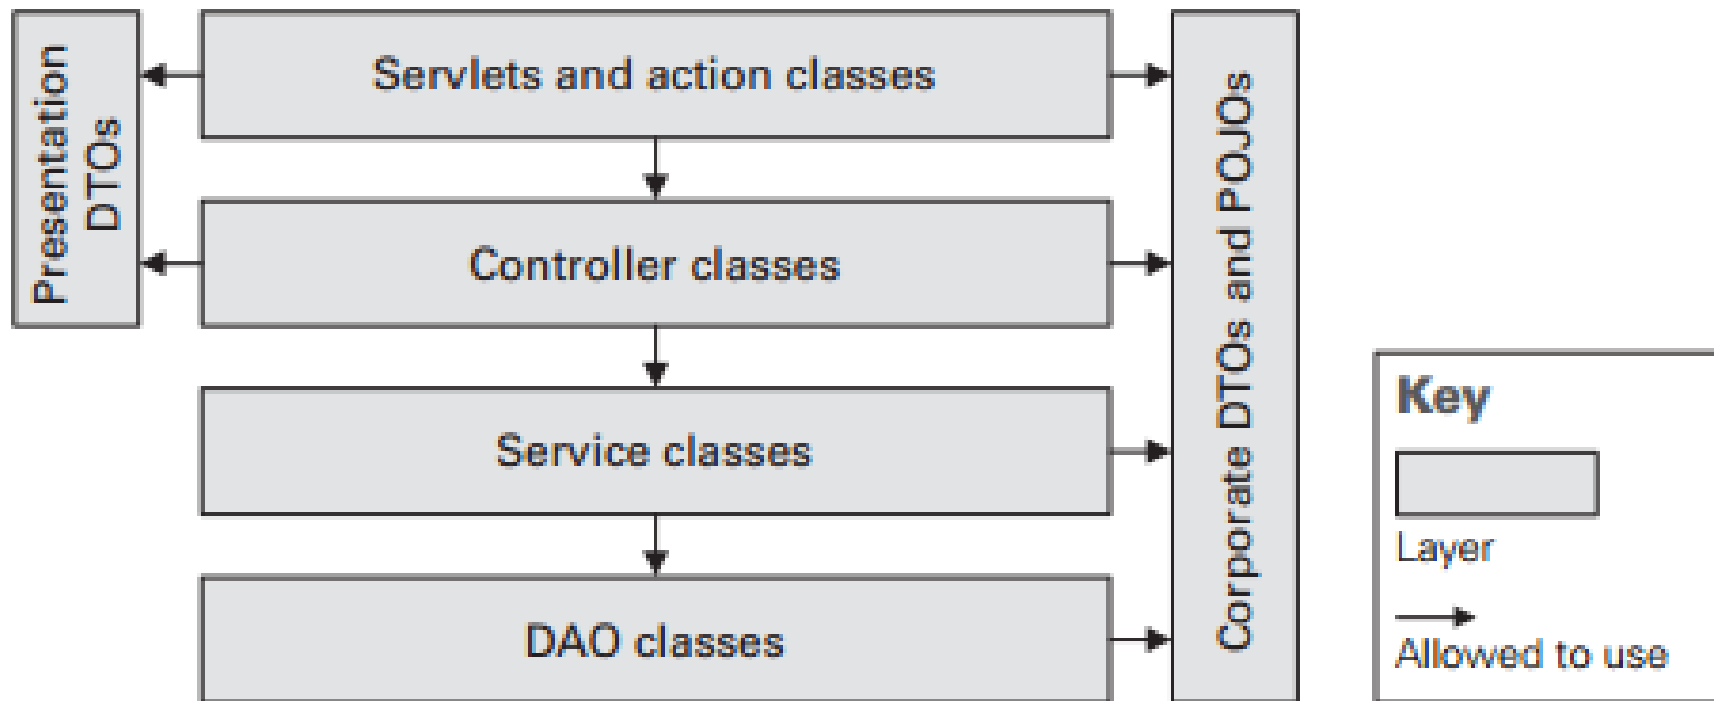 Presentation
DTOs
Servlets and action classes
Controller classes
Service classes
DAO classes
Corporate DTOs and POJOs
Key
Layer
Allowed to use